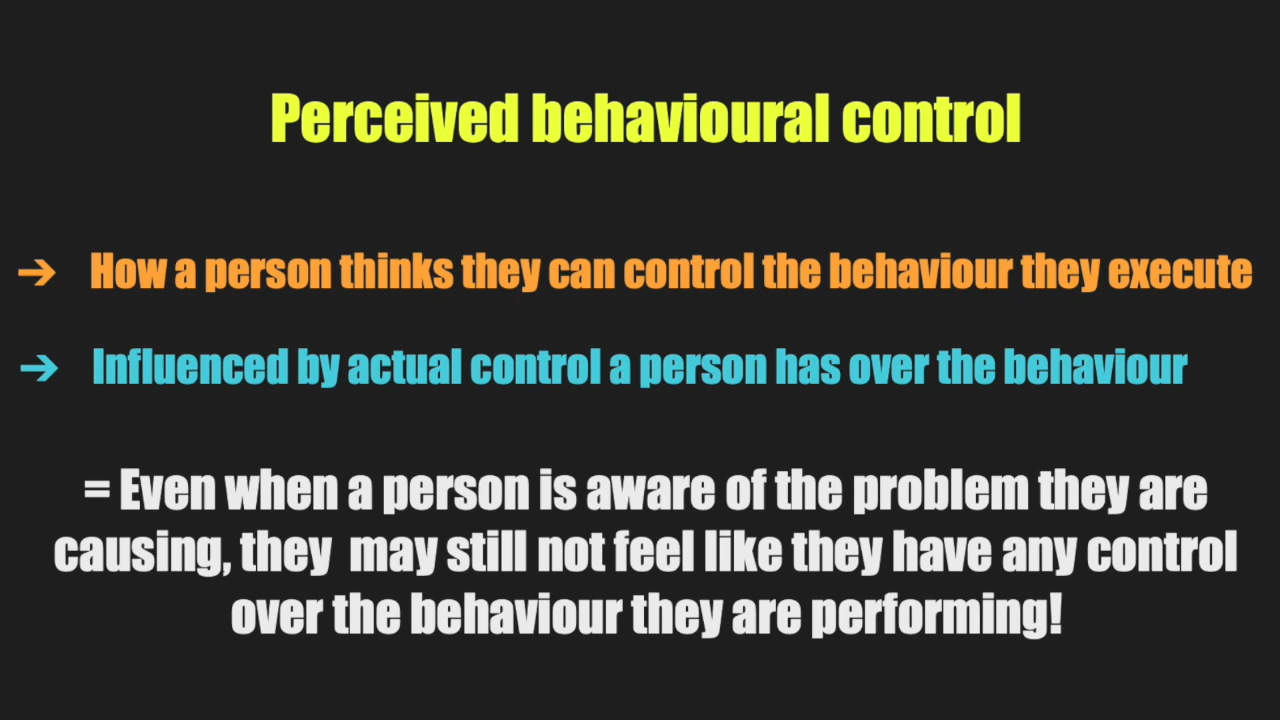 Perceived behavioural control
➔ How a person thinks they can control the behaviour they execute
➔ Influenced by actual control a person has over the behaviour
= Even when a person is aware of the problem they are
causing, they may still not feel like they have any control
over the behaviour they are performing!